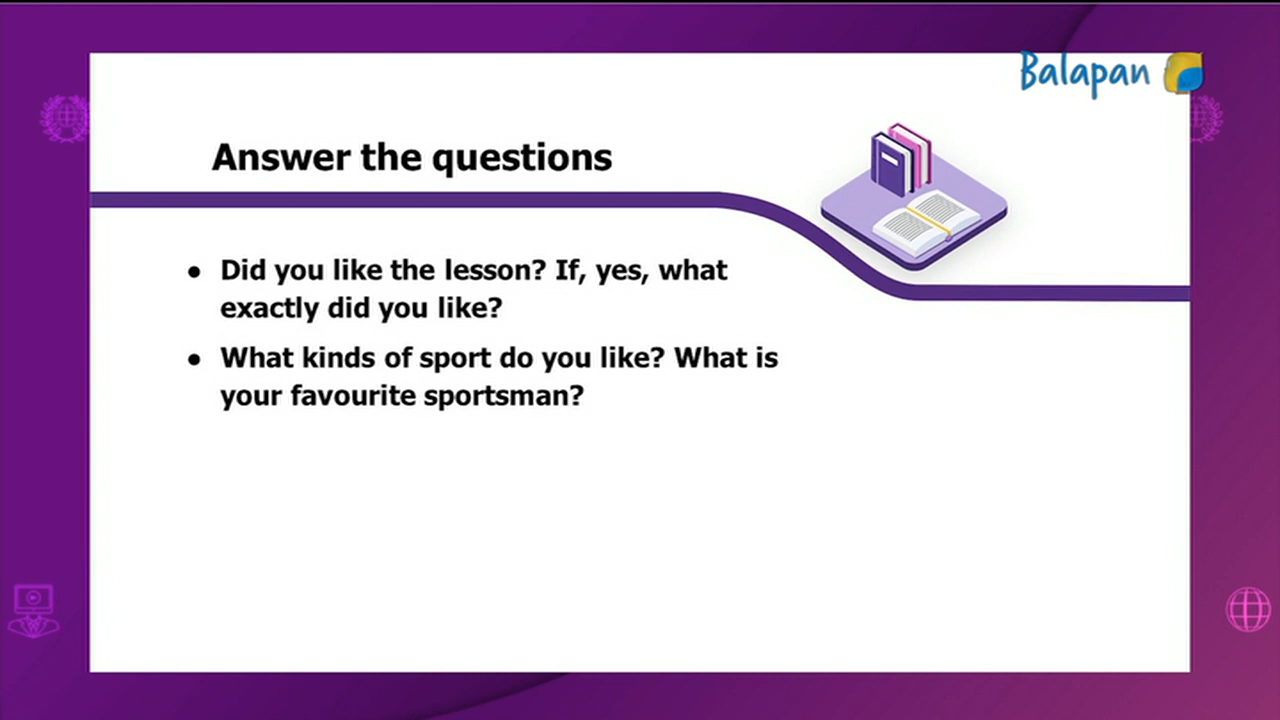 Balapan
Answer the questions
● Did you like the lesson? If, yes, what
exactly did you like?
● What kinds of sport do you like? What is
your favourite sportsman?